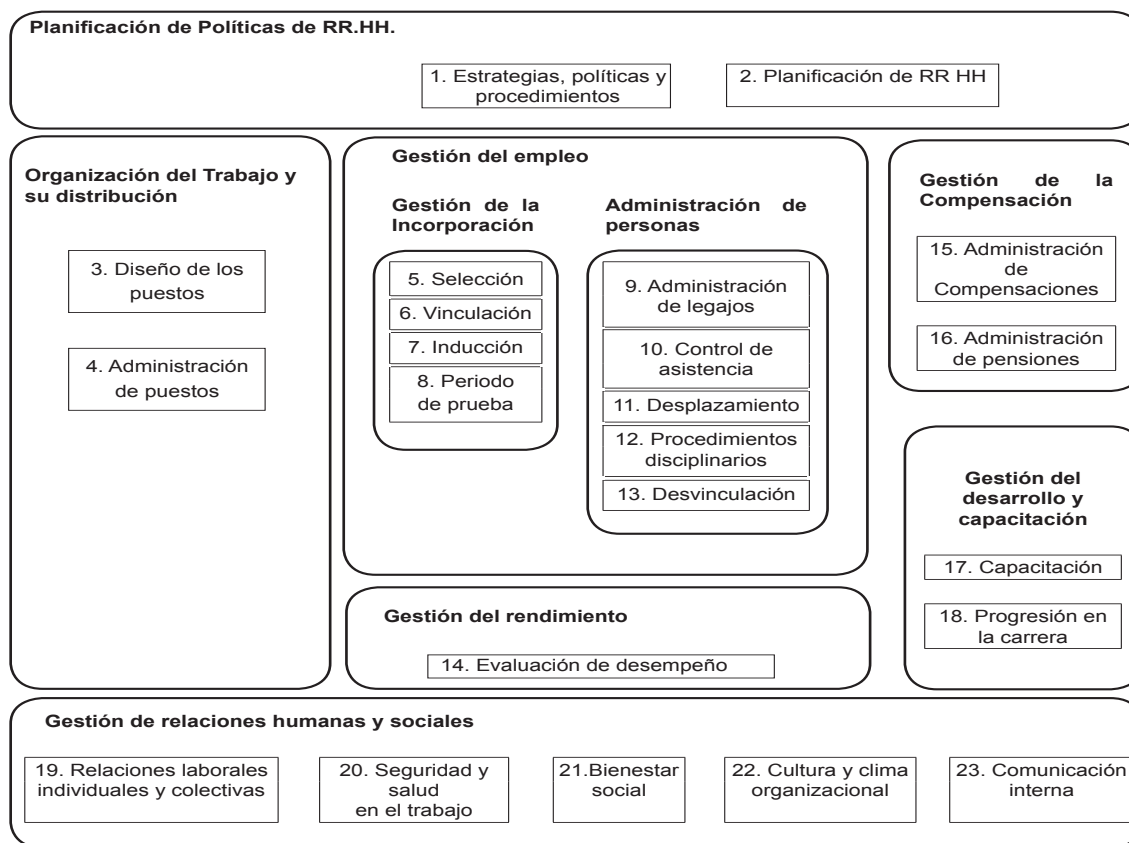 Planificación de Políticas de RR.HH.
1. Estrategias, políticas y
procedimientos
2. Planificación de RR HH
Organización del Trabajo y
su distribución
3. Diseño de los
puestos
4. Administración
de puestos
Gestión del empleo
Gestión de la
Incorporación
5. Selección
6. Vinculación
7. Inducción
8. Periodo
de prueba
Administración de
personas
9. Administración
de legajos
10. Control de
asistencia
11. Desplazamiento
12. Procedimientos
disciplinarios
13. Desvinculación
Gestión del rendimiento
14. Evaluación de desempeño
Gestión de la
Compensación
15. Administración
de
Compensaciones
16. Administración
de pensiones
Gestión del
desarrollo y
capacitación
17. Capacitación
18. Progresión en
la carrera
Gestión de relaciones humanas y sociales
19. Relaciones laborales
individuales y colectivas
20. Seguridad y
salud
en el trabajo
21.Bienestar
social
22. Cultura y clima
organizacional
23. Comunicación
interna